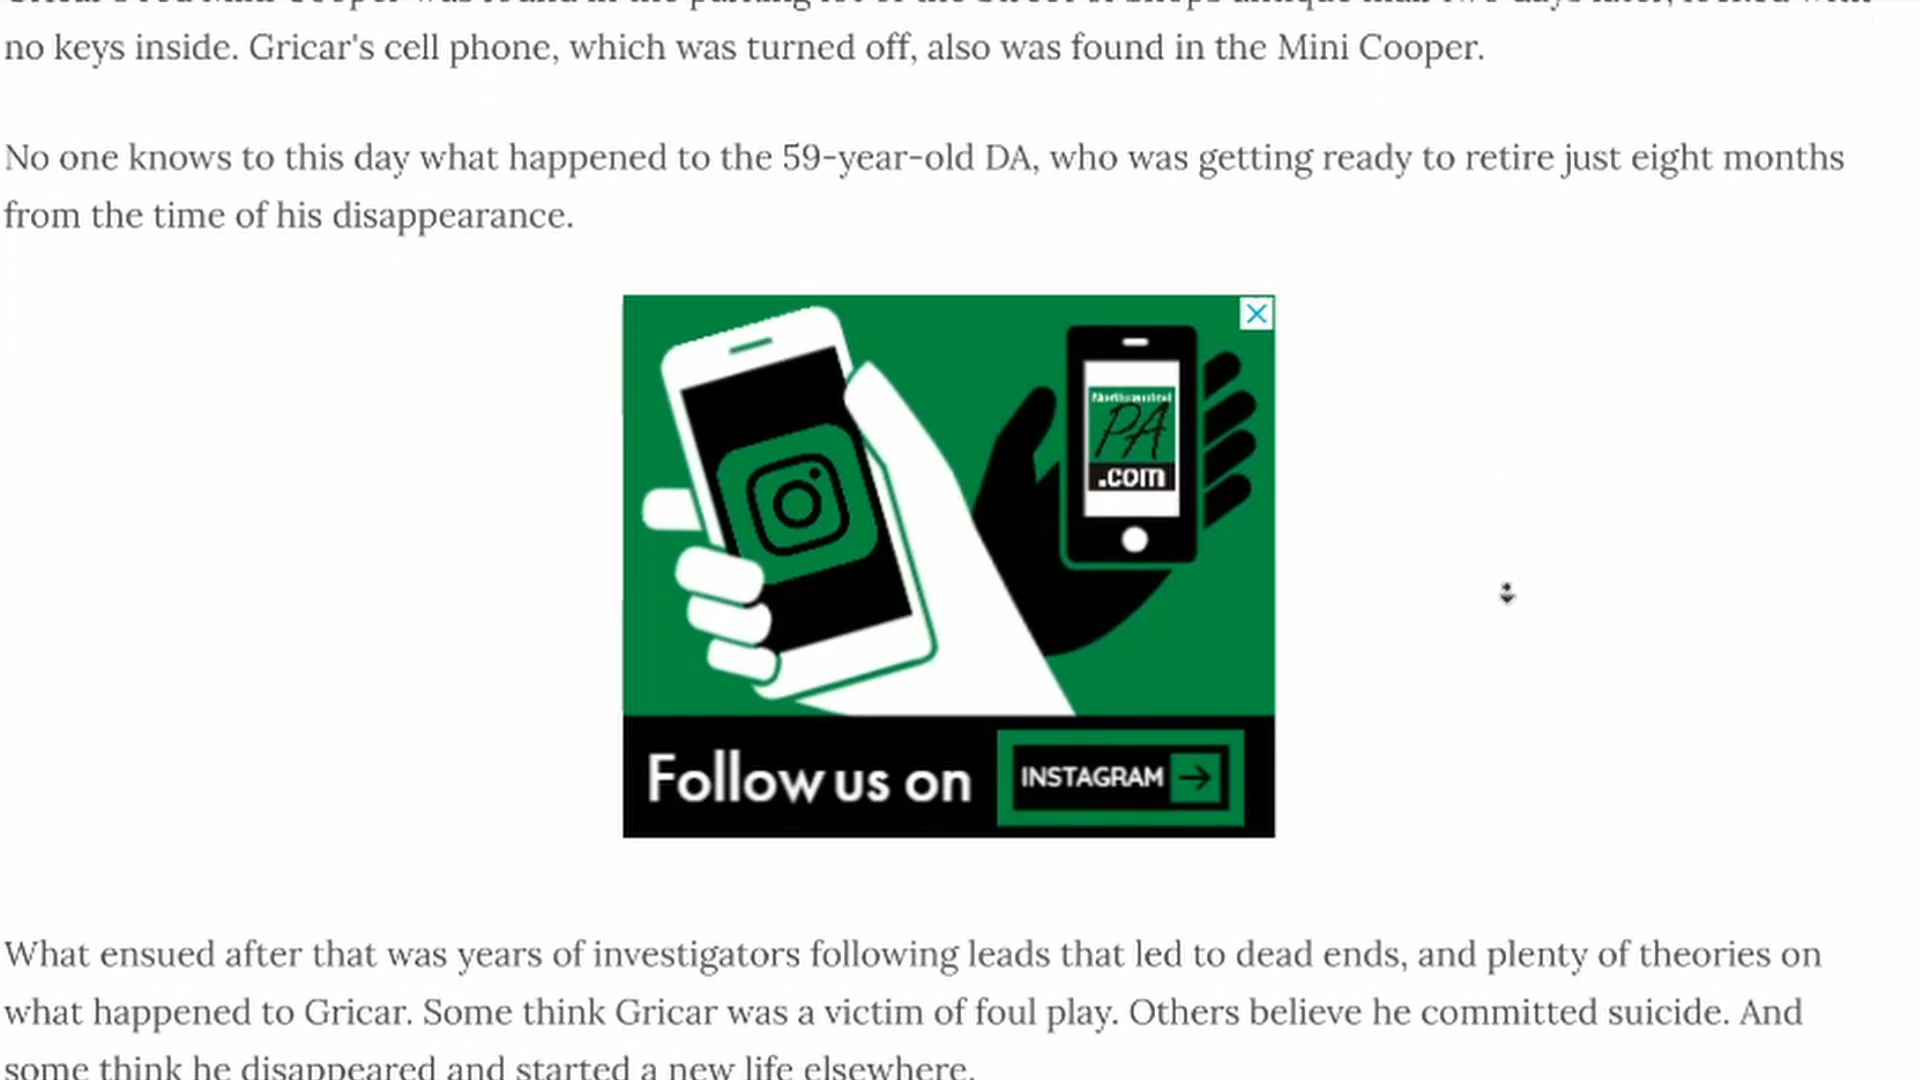 no keys inside. Gricar's cell phone, which was turned off, also was found in the Mini Cooper.
No one knows to this day what happened to the 59-year-old DA, who was getting ready to retire just eight months
from the time of his disappearance.
PA
.com
Follow us on
INSTAGRAM
What ensued after that was years of investigators following leads that led to dead ends, and plenty of theories on
what happened to Gricar. Some think Gricar was a victim of foul play. Others believe he committed suicide. And
some think he disappeared and started a new life elsewhere.